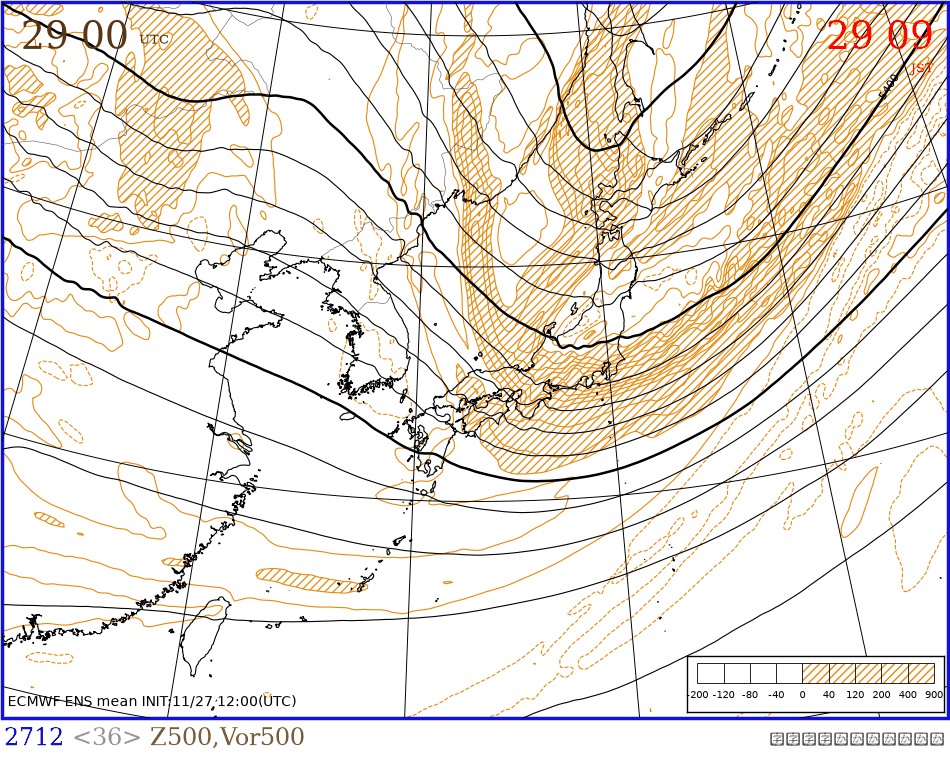 29 00 UTC
29 09
JST
5400
ECMWF ENS mean INIT:11/27 12:00(UTC)
-200 -120 -80 -40 0 40 120 200 400 900
2712 <36> Z500,Vor500